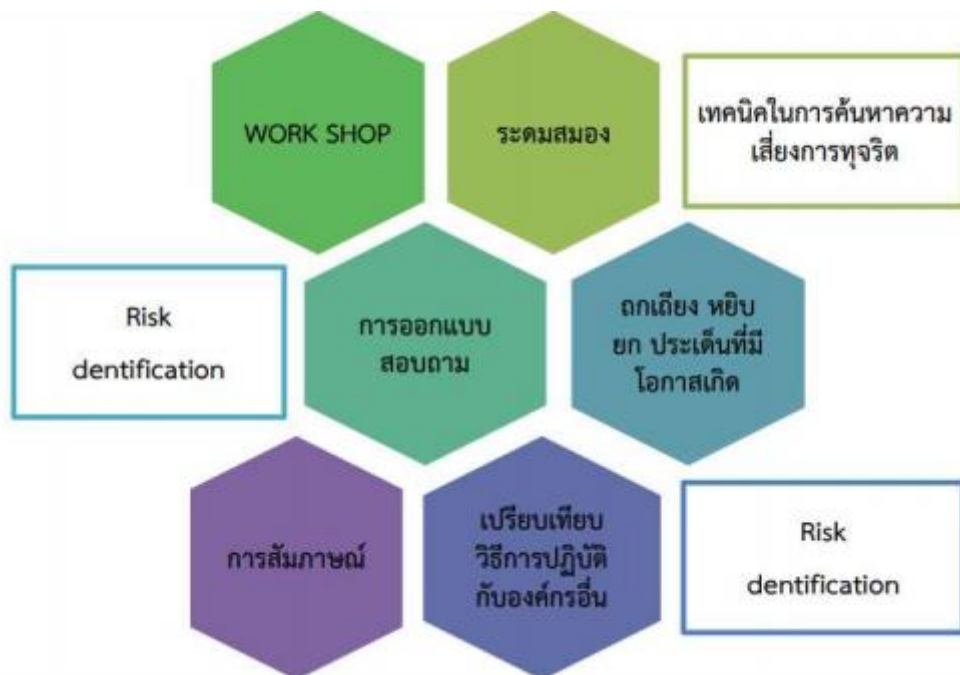 WORK SHOP
ระดมสมอง
เทคนิคในการค้นหาความ
เสี่ยงการทุจริต
Risk
dentification
การออกแบบ
สอบถาม
ถกเถียง หยิบ
ยก ประเด็นที่มี
โอกาสเกิด
การสัมภาษณ์
เปรียบเทียบ
วิธีการปฏิบัติ
กับองค์กรอื่น
Risk
dentification